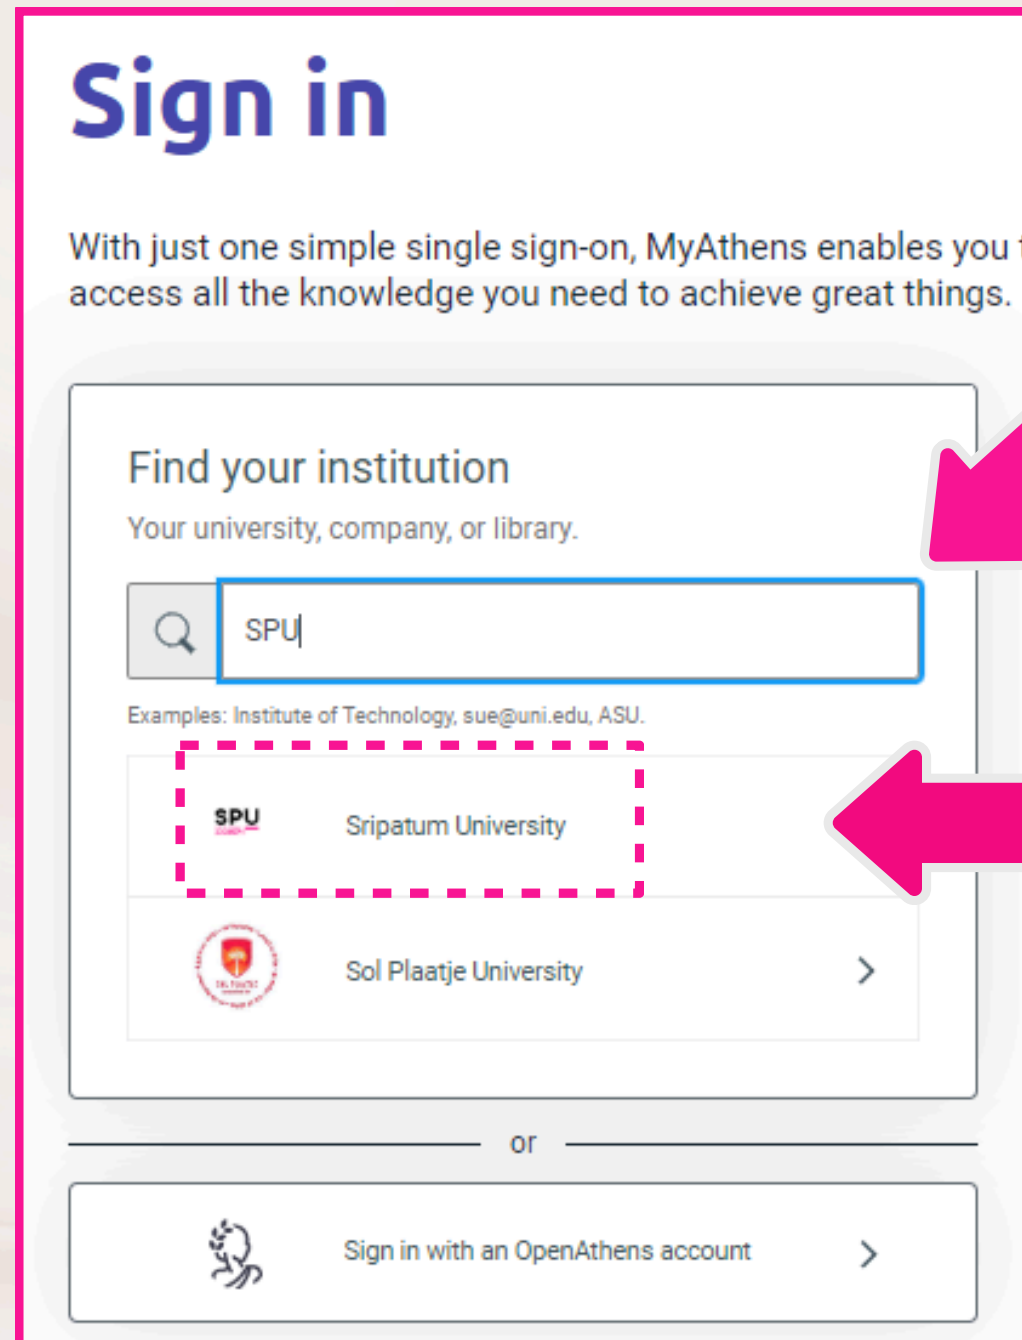 Sign in
With just one simple single sign-on, MyAthens enables you
access all the knowledge you need to achieve great things.
Find your institution
Your university, company, or library.
SPU
Examples: Institute of Technology, sue@uni.edu, ASU.
SPU
Sripatum University
Sol Plaatje University
or
Sign in with an OpenAthens account